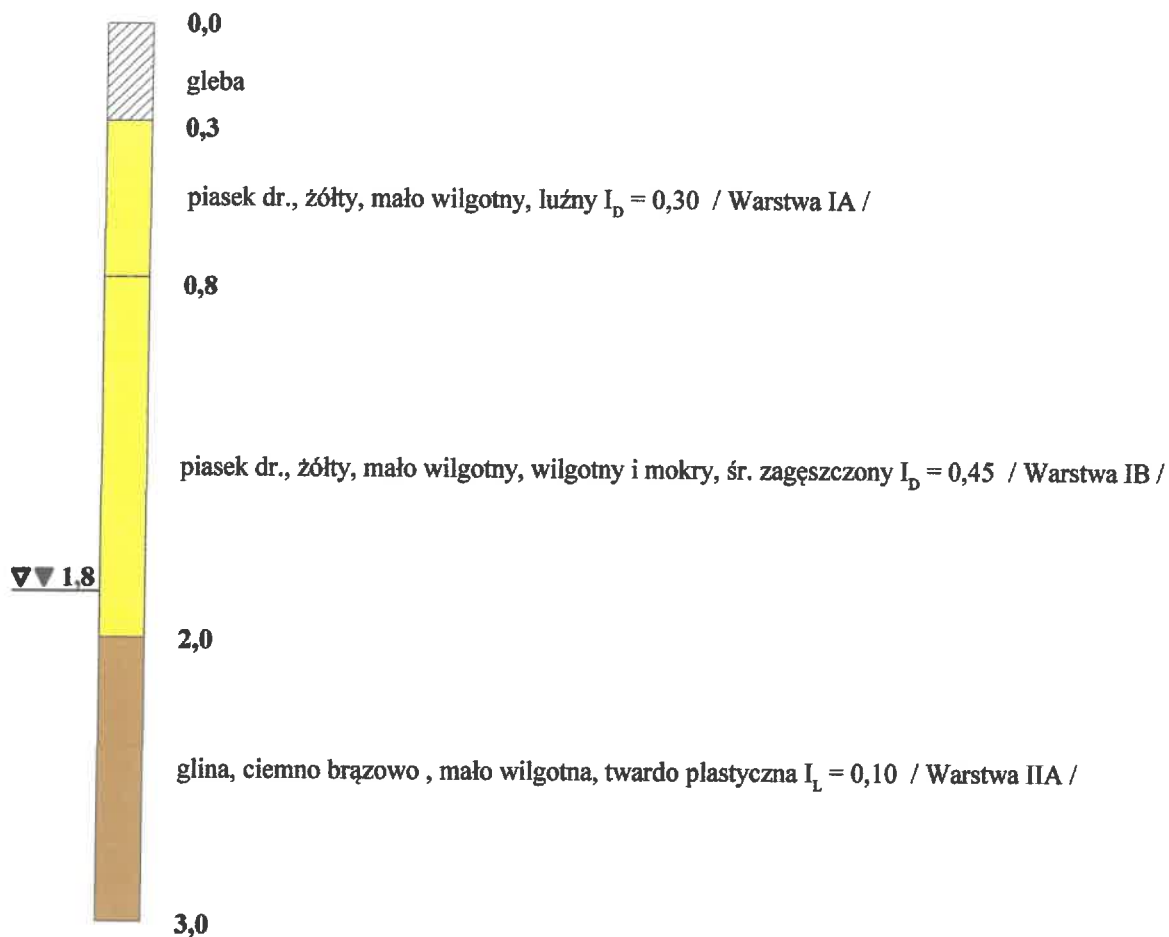 0,0
gleba
0,3
piasek dr., żółty, mało wilgotny, luźny I_D = 0,30 / Warstwa IA /
0,8
piasek dr., żółty, mało wilgotny, wilgotny i mokry, śr. zagęszczony I_D = 0,45 / Warstwa IB /
1,8
2,0
glina, ciemno brązowo , mało wilgotna, twardo plastyczna I_L = 0,10 / Warstwa IIA /
3,0